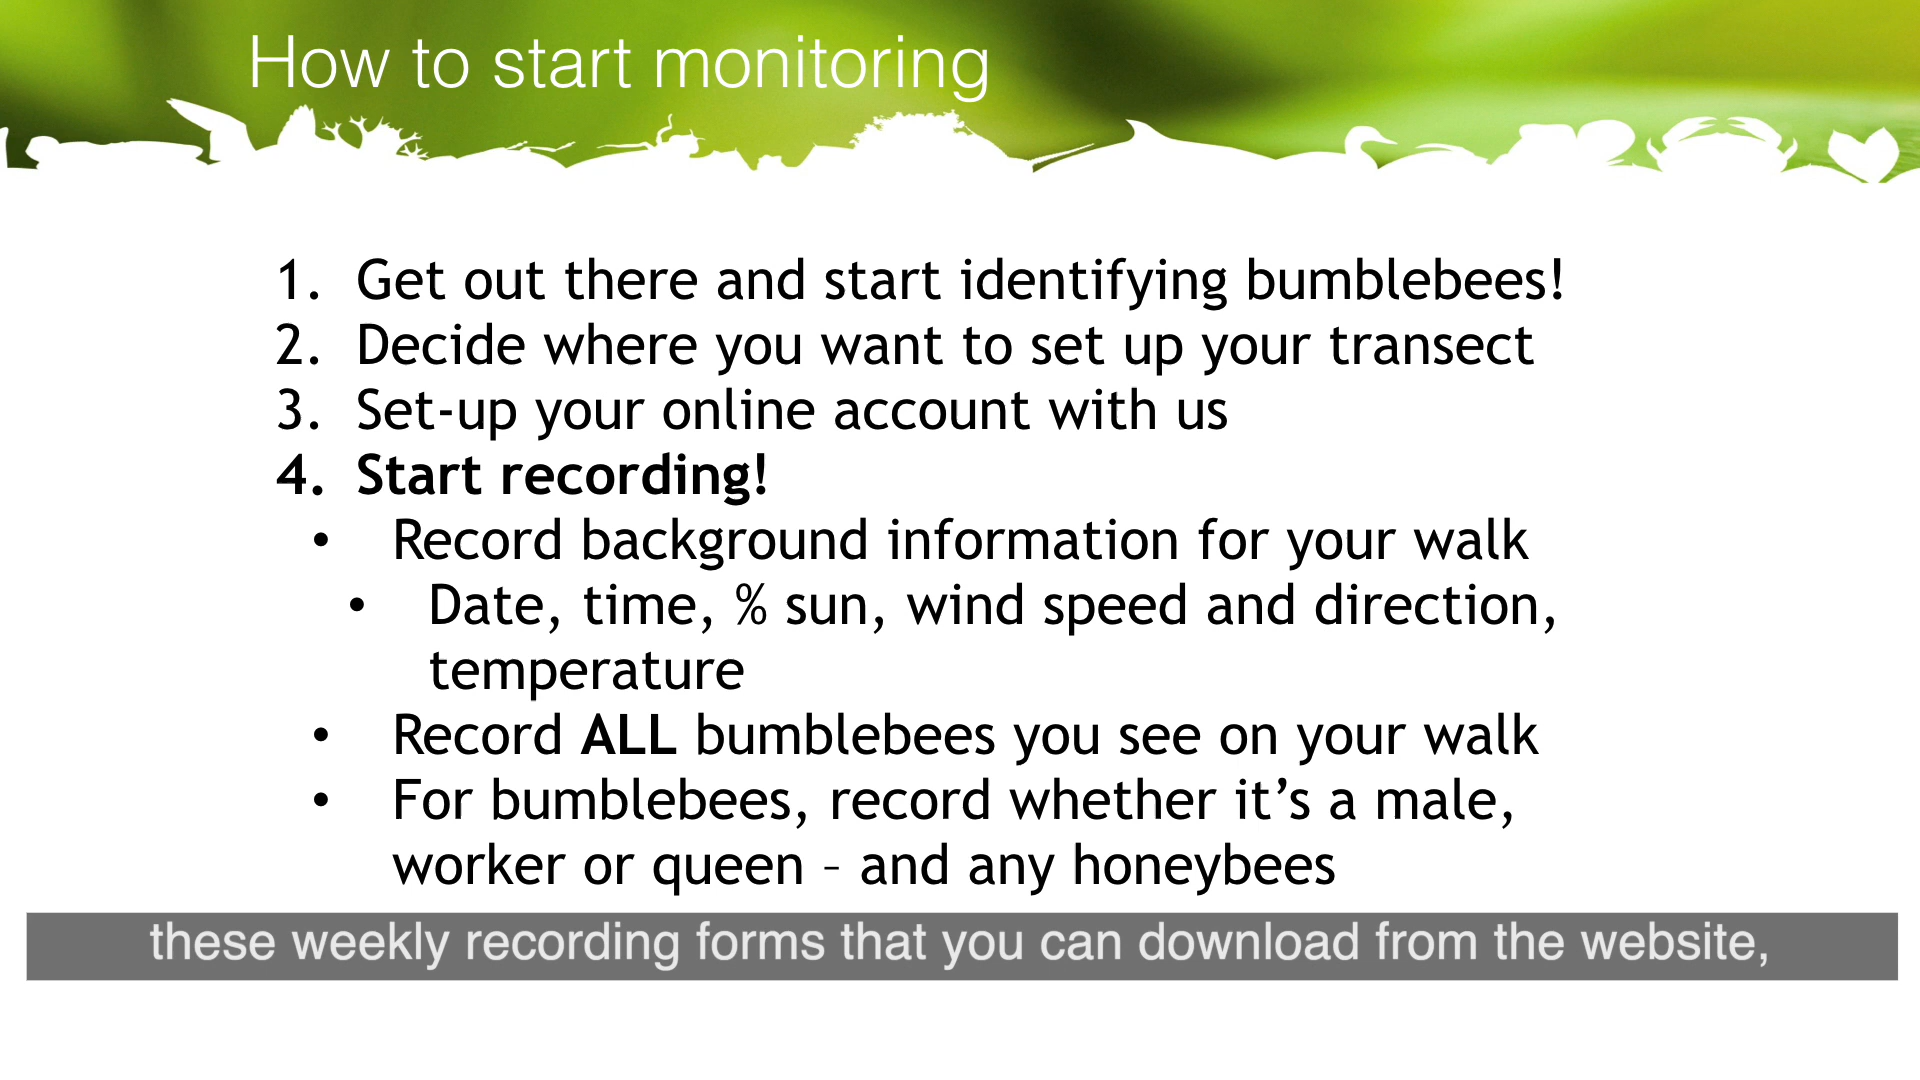 How to start monitoring
1. Get out there and start identifying bumblebees!
2. Decide where you want to set up your transect
3. Set-up your online account with us
4. Start recording!
• Record background information for your walk
• Date, time, % sun, wind speed and direction,
temperature
• Record ALL bumblebees you see on your walk
• For bumblebees, record whether it’s a male,
worker or queen – and any honeybees
these weekly recording forms that you can download from the website,